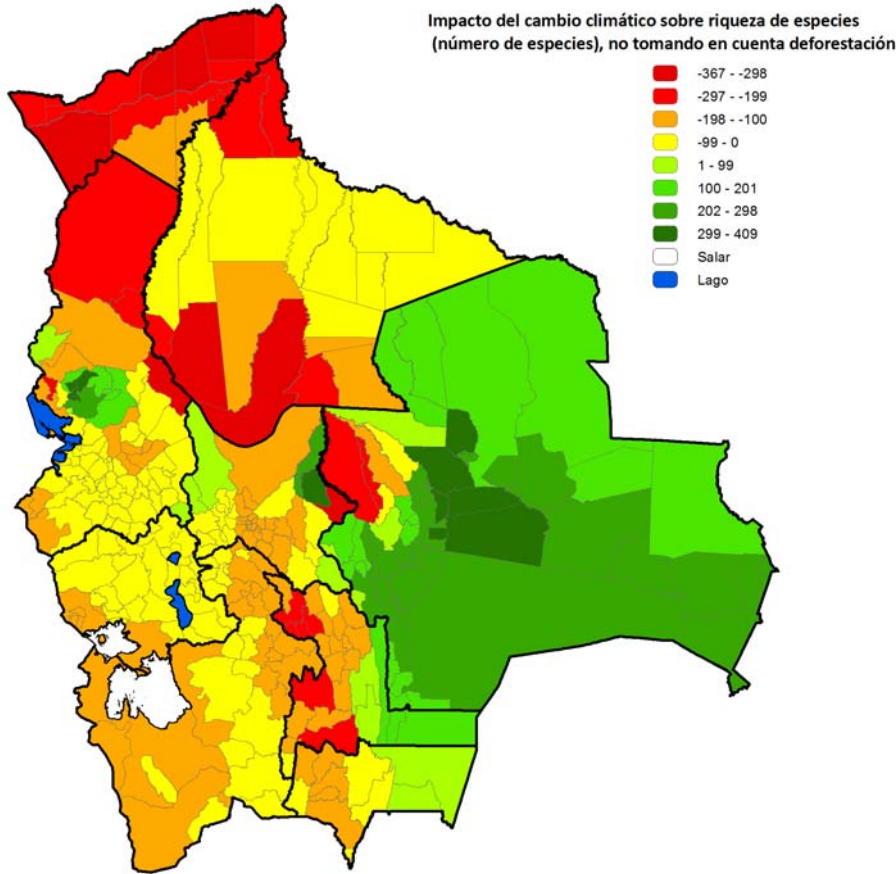 Impacto del cambio climático sobre riqueza de especies
(número de especies), no tomando en cuenta deforestación
-367 - -298
-297 - -199
-198 - -100
-99 - 0
1 - 99
100 - 201
202 - 298
299 - 409
Salar
Lago